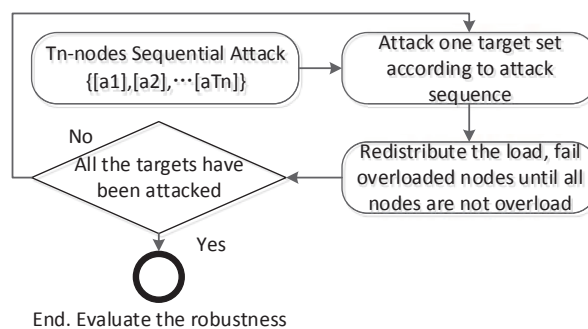 Tn-nodes Sequential Attack
{[a1],[a2],···[aTn]}
Attack one target set
according to attack
sequence
Redistribute the load, fail
overloaded nodes until all
nodes are not overload
No
All the targets have
been attacked
Yes
End. Evaluate the robustness